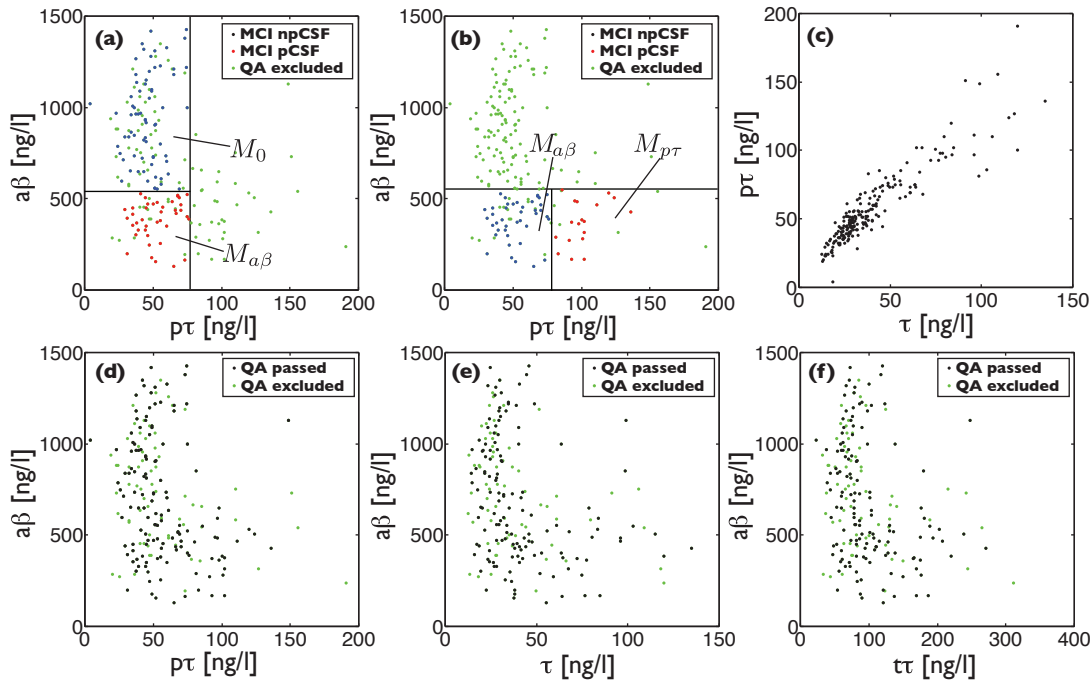 (a)
MCI npCSF
MCI pCSF
QA excluded
M0
Maβ
1500
1000
500
0
0 50 100 150 200
aβ [ng/l]
pτ [ng/l]
(b)
MCI npCSF
MCI pCSF
QA excluded
Maβ
Mpτ
1500
1000
500
0
0 50 100 150 200
aβ [ng/l]
pτ [ng/l]
(c)
200
150
100
50
0
0 50 100 150
pτ [ng/l]
τ [ng/l]
(d)
QA passed
QA excluded
1500
1000
500
0
0 50 100 150 200
aβ [ng/l]
pτ [ng/l]
(e)
QA passed
QA excluded
1500
1000
500
0
0 50 100 150
aβ [ng/l]
τ [ng/l]
(f)
QA passed
QA excluded
1500
1000
500
0
0 100 200 300 400
aβ [ng/l]
tτ [ng/l]